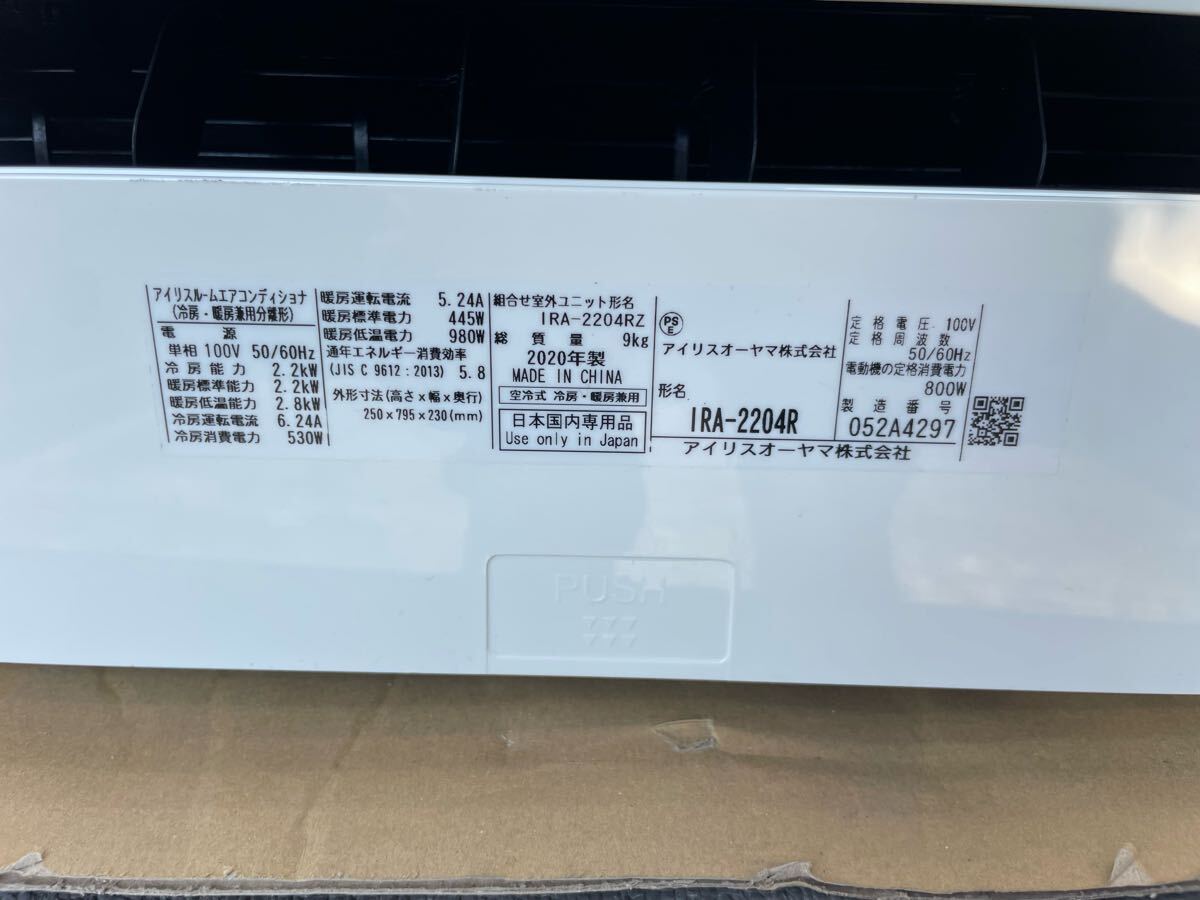 アイリスルームエアコンディショナ
(冷房・暖房兼用分離形)
電源
単相 100V 50/60Hz
冷房能力 2.2kW
暖房標準能力 2.2kW
暖房低温能力 2.8kW
冷房運転電流 6.24A
冷房消費電力 530W
暖房運転電流 5.24A
暖房標準電力 445W
暖房低温電力 980W
通年エネルギー消費効率
(JIS C 9612：2013) 5.8
外形寸法(高さx幅x奥行)
250x795x230(mm)
組合せ室外ユニット形名
IRA-2204RZ
総質量 9kg
2020年製
MADE IN CHINA
空冷式 冷房・暖房兼用
日本国内専用品
Use only in Japan
PS
E
アイリスオーヤマ株式会社
形名
IRA-2204R
定格電圧 100V
定格周波数
50/60Hz
電動機の定格消費電力
800W
製造番号
052A4297
アイリスオーヤマ株式会社
PUSH